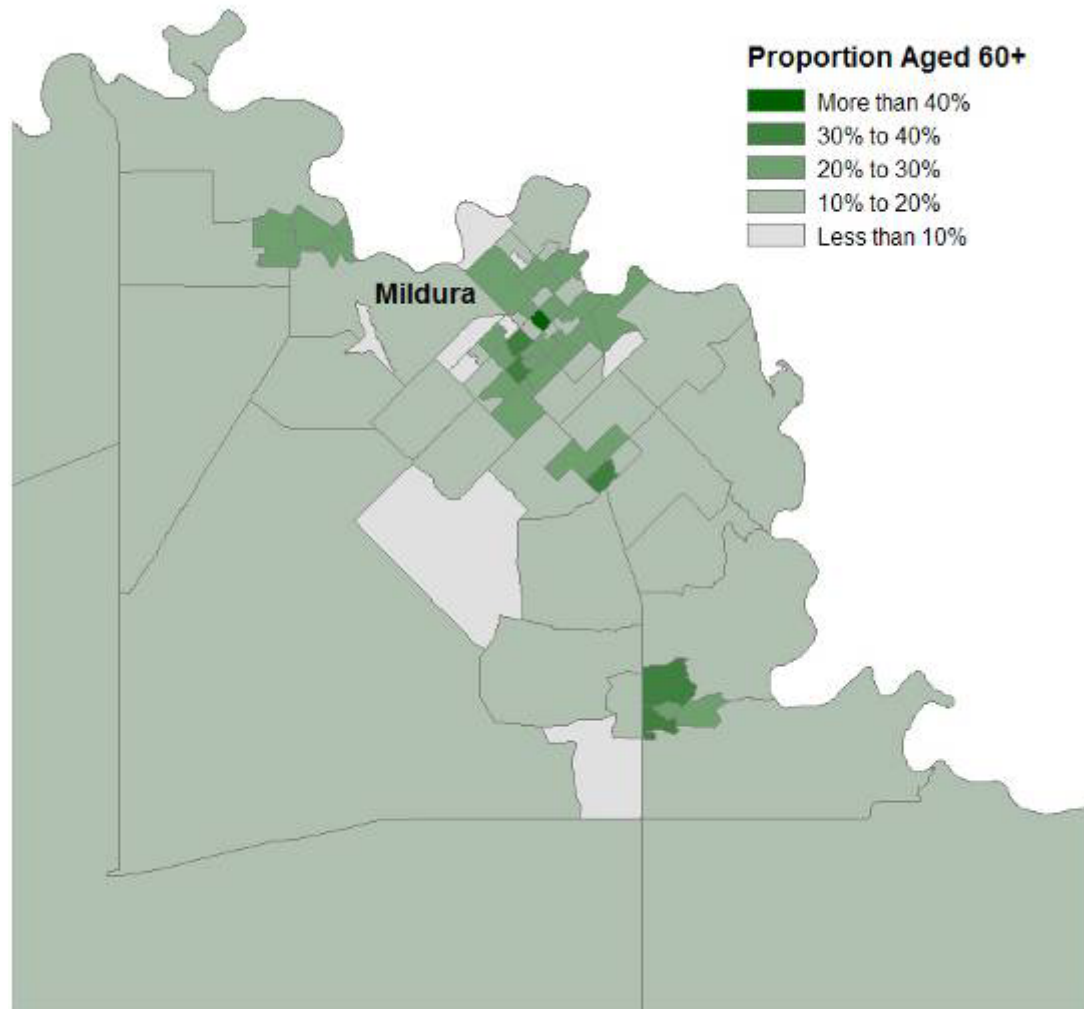 Proportion Aged 60+
More than 40%
30% to 40%
20% to 30%
10% to 20%
Less than 10%
Mildura